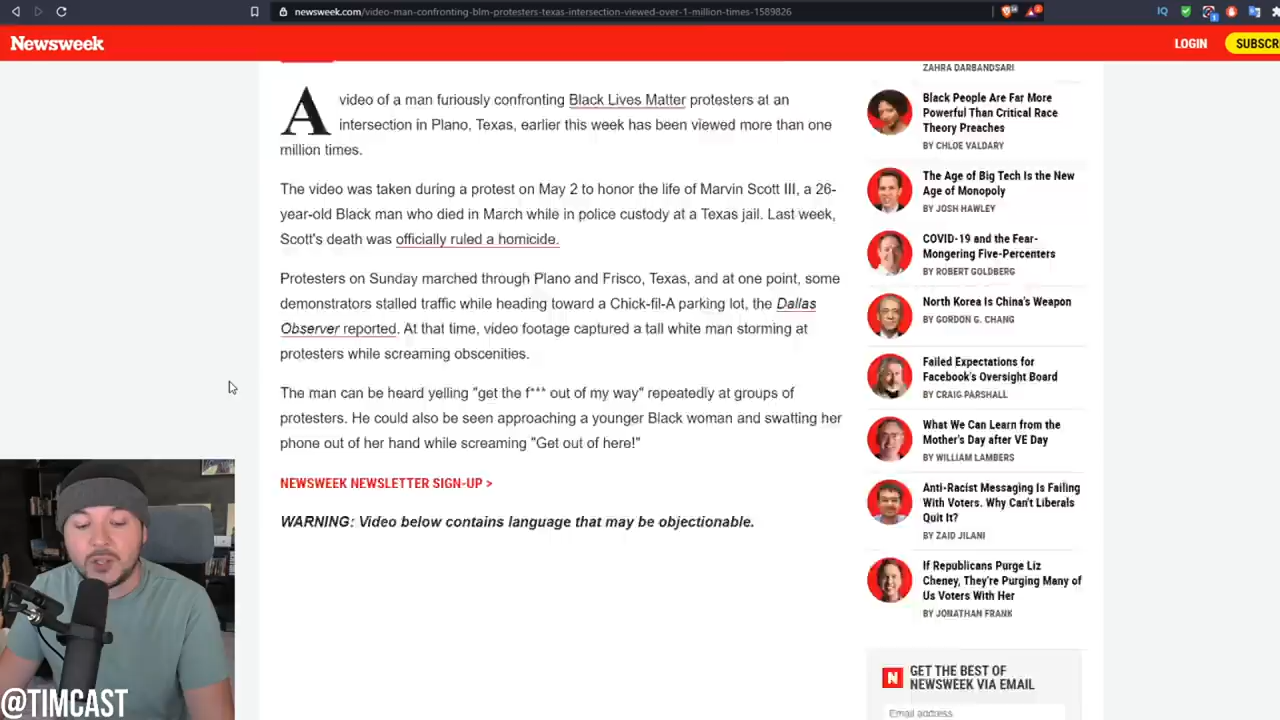 newsweek.com/video-man-confronting-blm-protesters-texas-intersection-viewed-over-1-million-times-1589826
Newsweek
LOGIN
SUBSCR
A video of a man furiously confronting Black Lives Matter protesters at an
intersection in Plano, Texas, earlier this week has been viewed more than one
million times.
The video was taken during a protest on May 2 to honor the life of Marvin Scott III, a 26-
year-old Black man who died in March while in police custody at a Texas jail. Last week,
Scott's death was officially ruled a homicide.
Protesters on Sunday marched through Plano and Frisco, Texas, and at one point, some
demonstrators stalled traffic while heading toward a Chick-fil-A parking lot, the Dallas
Observer reported. At that time, video footage captured a tall white man storming at
protesters while screaming obscenities.
The man can be heard yelling "get the f*** out of my way" repeatedly at groups of
protesters. He could also be seen approaching a younger Black woman and swatting her
phone out of her hand while screaming "Get out of here!"
NEWSWEEK NEWSLETTER SIGN-UP >
WARNING: Video below contains language that may be objectionable.
ZAHRA DARBANDSARI
Black People Are Far More
Powerful Than Critical Race
Theory Preaches
BY CHLOE VALDARY
The Age of Big Tech Is the New
Age of Monopoly
BY JOSH HAWLEY
COVID-19 and the Fear-
Mongering Five-Percenters
BY ROBERT GOLDBERG
North Korea Is China's Weapon
BY GORDON G. CHANG
Failed Expectations for
Facebook's Oversight Board
BY CRAIG PARSHALL
What We Can Learn from the
Mother's Day after VE Day
BY WILLIAM LAMBERS
Anti-Racist Messaging Is Failing
With Voters. Why Can't Liberals
Quit It?
BY ZAID JILANI
If Republicans Purge Liz
Cheney, They're Purging Many of
Us Voters With Her
BY JONATHAN FRANK
N
GET THE BEST OF
NEWSWEEK VIA EMAIL
Email address
@TIMCAST